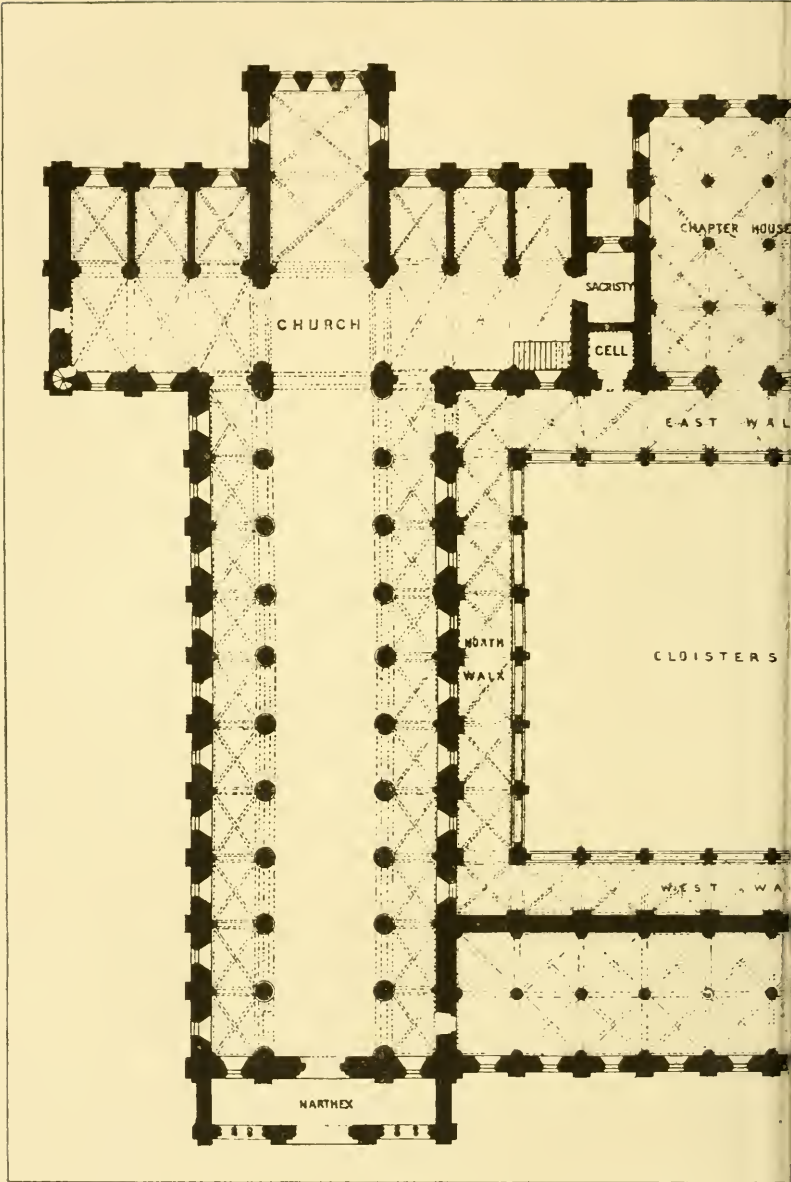 CHAPTER HOUSE
SACRISTY
CHURCH
CELL
EAST WAL
NORTH
WALK
CLOISTERS
WEST WA
NARTHEX